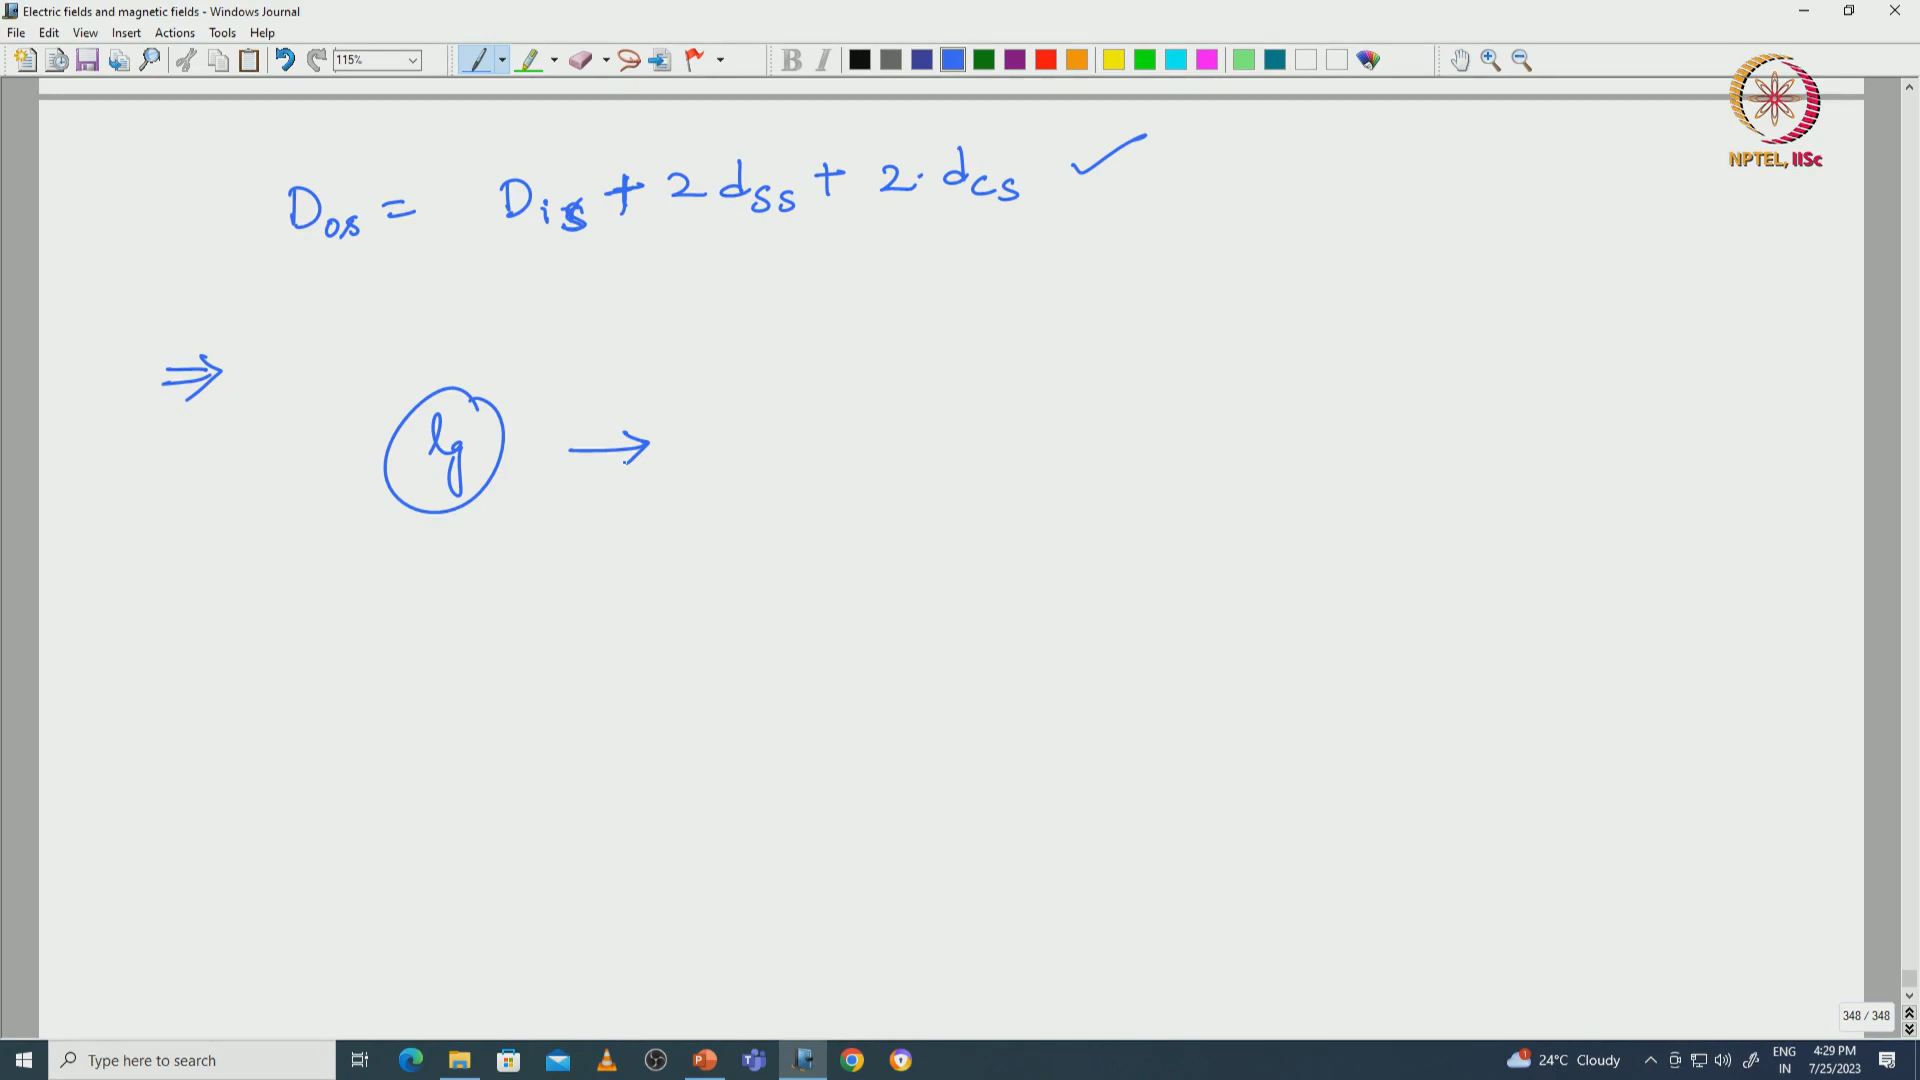 Electric fields and magnetic fields - Windows Journal
File Edit View Insert Actions Tools Help
115%
B I
NPTEL, IISc
Dos = Dis + 2 dss + 2. dcs ✓
⇒
lg →
348 / 348
Type here to search
24°C Cloudy
ENG
IN
4:29 PM
7/25/2023